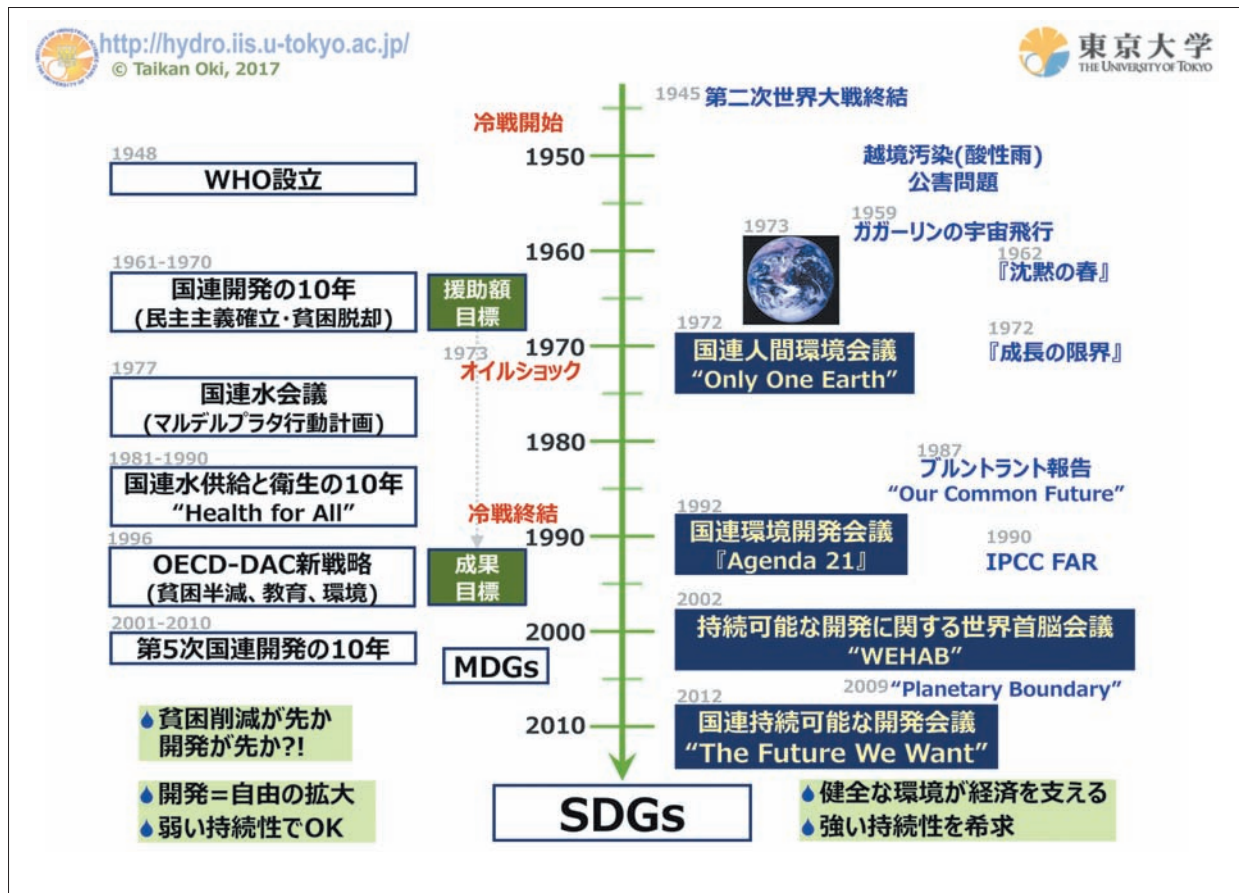 http://hydro.iis.u-tokyo.ac.jp/
© Taikan Oki, 2017
東京大学
THE UNIVERSITY OF TOKYO
1945 第二次世界大戦終結
冷戦開始
1950
越境汚染(酸性雨)
公害問題
1948
WHO設立
1959
ガガーリンの宇宙飛行
1973
1960
1962
『沈黙の春』
1961-1970
国連開発の10年
(民主主義確立・貧困脱却)
援助額
目標
1972
国連人間環境会議
“Only One Earth”
1972
『成長の限界』
1970
1973
オイルショック
1977
国連水会議
(マルデルプラタ行動計画)
1980
1981-1990
国連水供給と衛生の10年
“Health for All”
1987
ブルントラント報告
“Our Common Future”
冷戦終結
1990
1992
国連環境開発会議
『Agenda 21』
1990
IPCC FAR
1996
OECD-DAC新戦略
(貧困半減、教育、環境)
成果
目標
2002
持続可能な開発に関する世界首脳会議
“WEHAB”
2000
2001-2010
第5次国連開発の10年
MDGs
2009 “Planetary Boundary”
2010
2012
国連持続可能な開発会議
“The Future We Want”
貧困削減が先か
開発が先か?!
開発=自由の拡大
弱い持続性でOK
SDGs
健全な環境が経済を支える
強い持続性を希求